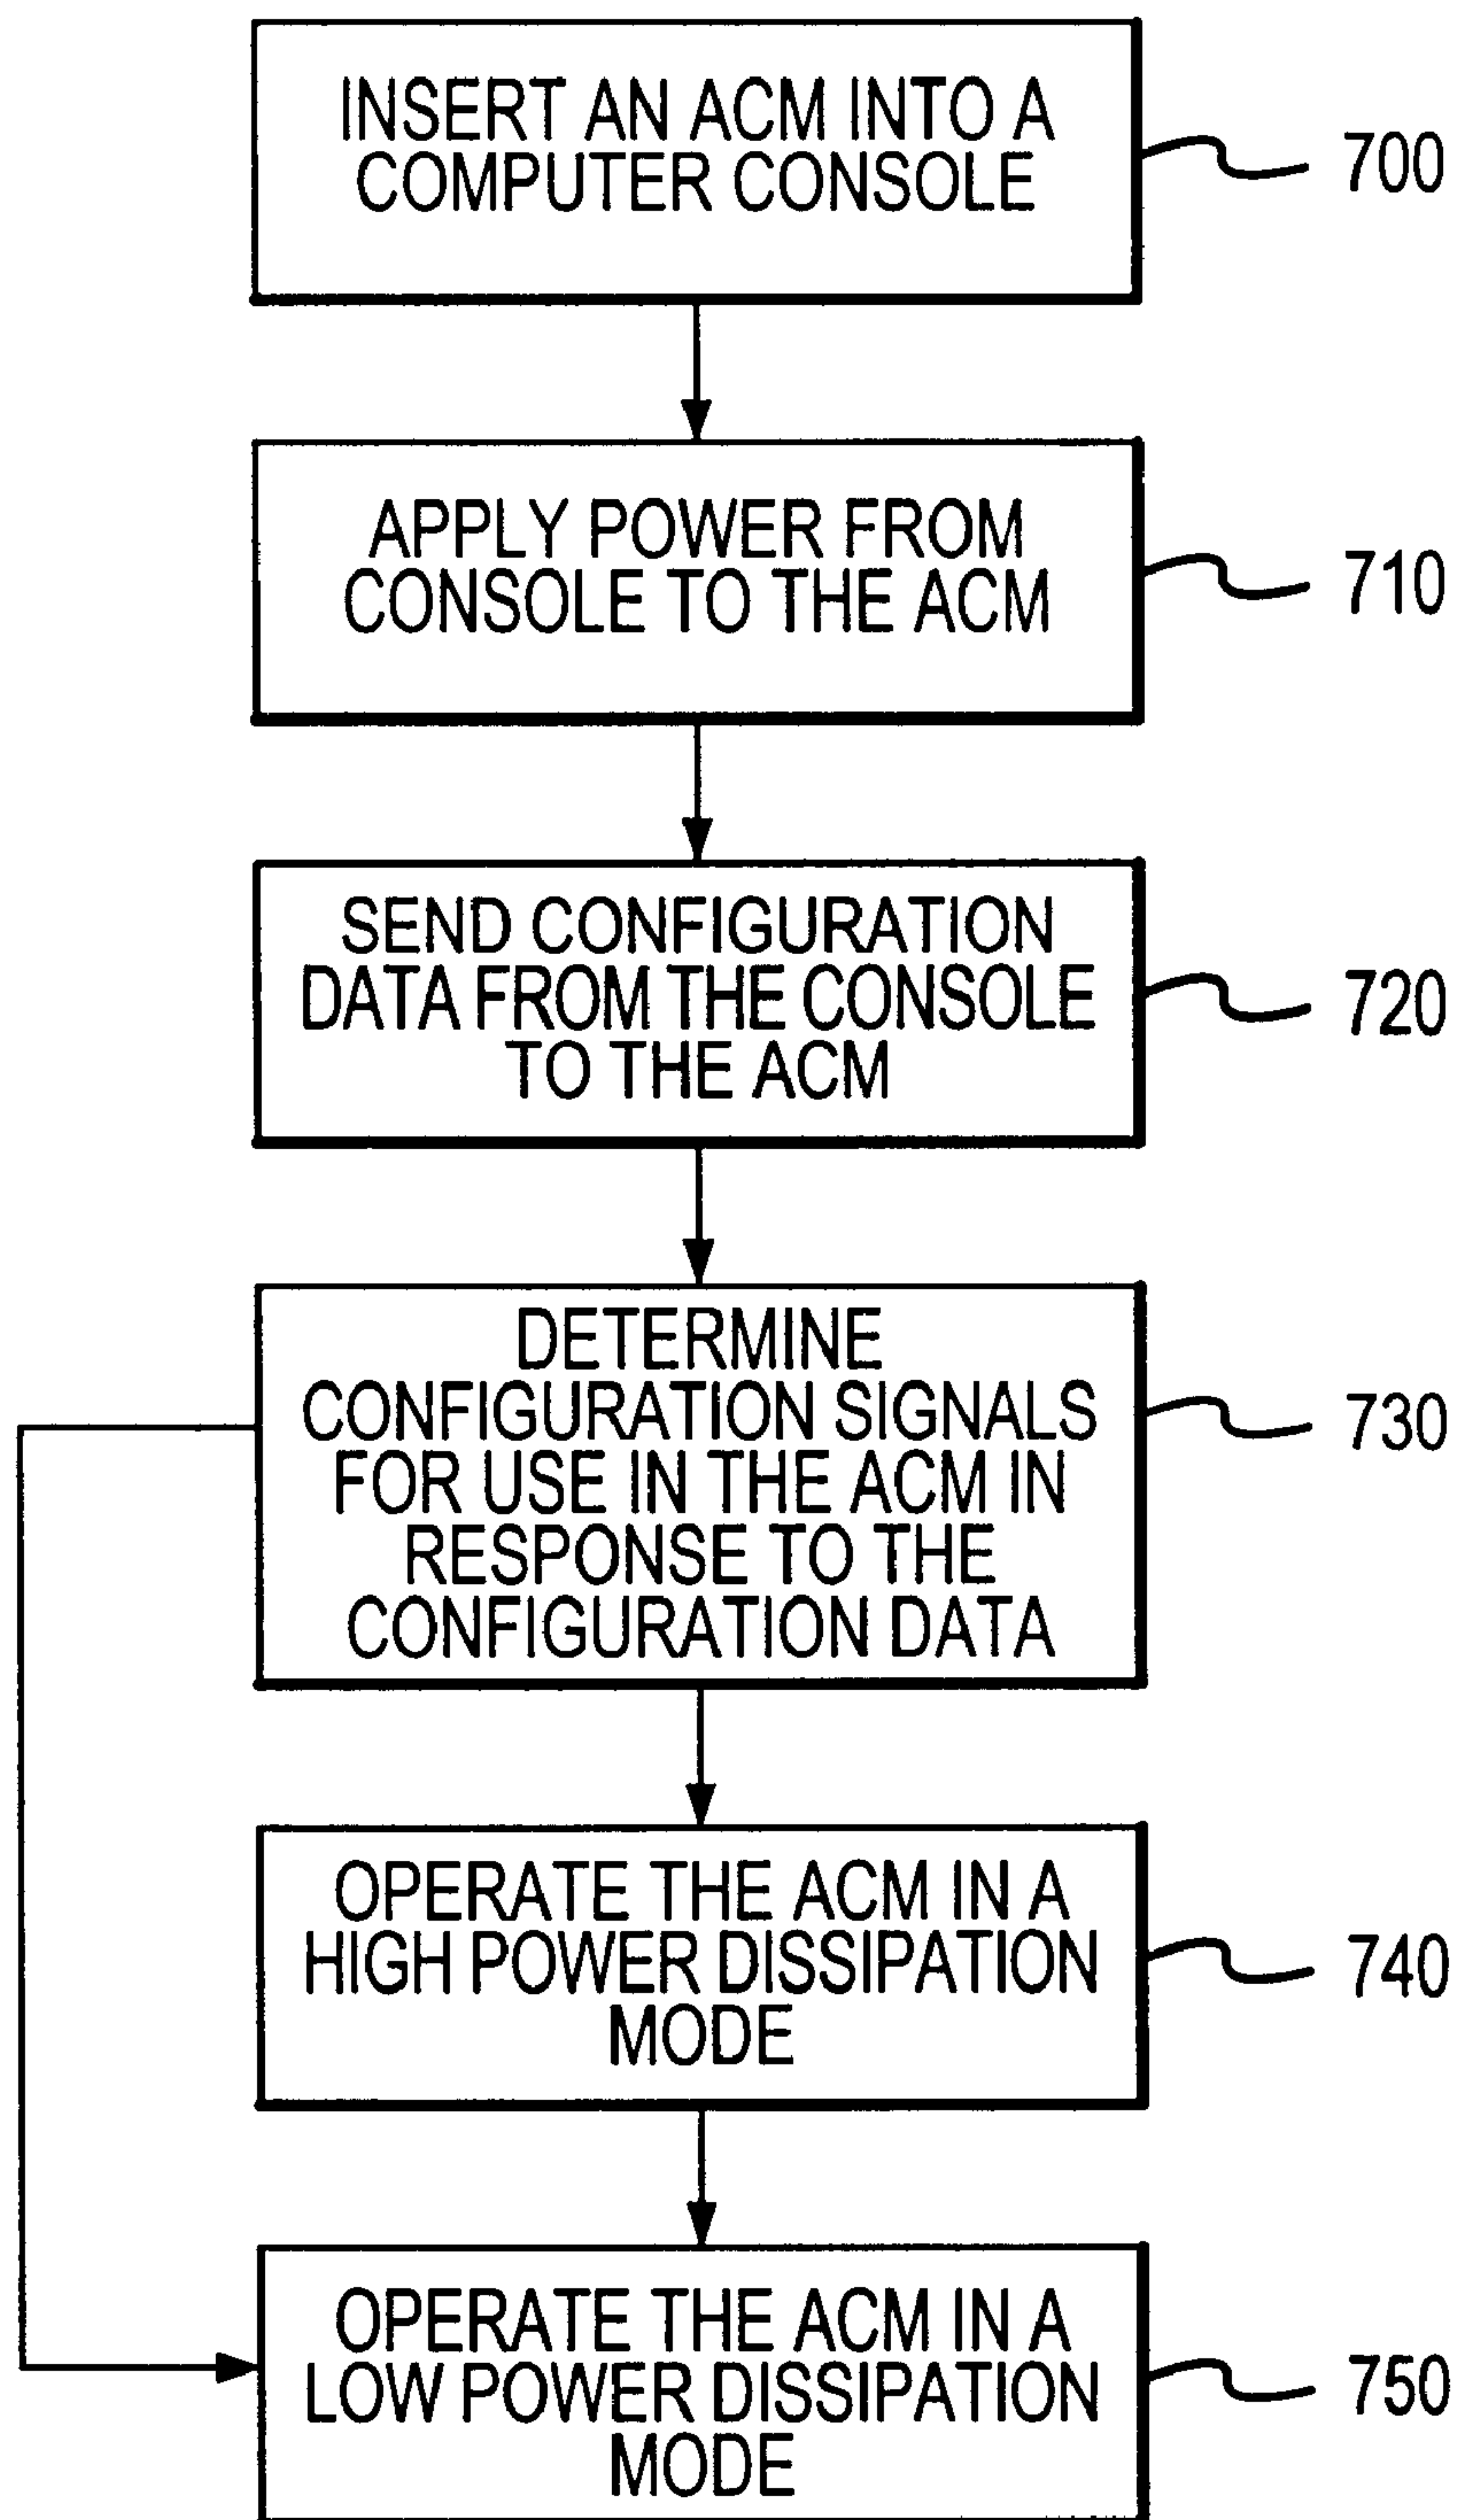 INSERT AN ACM INTO A
COMPUTER CONSOLE
700
APPLY POWER FROM
CONSOLE TO THE ACM
710
SEND CONFIGURATION
DATA FROM THE CONSOLE
TO THE ACM
720
DETERMINE
CONFIGURATION SIGNALS
FOR USE IN THE ACM IN
RESPONSE TO THE
CONFIGURATION DATA
730
OPERATE THE ACM IN A
HIGH POWER DISSIPATION
MODE
740
OPERATE THE ACM IN A
LOW POWER DISSIPATION
MODE
750